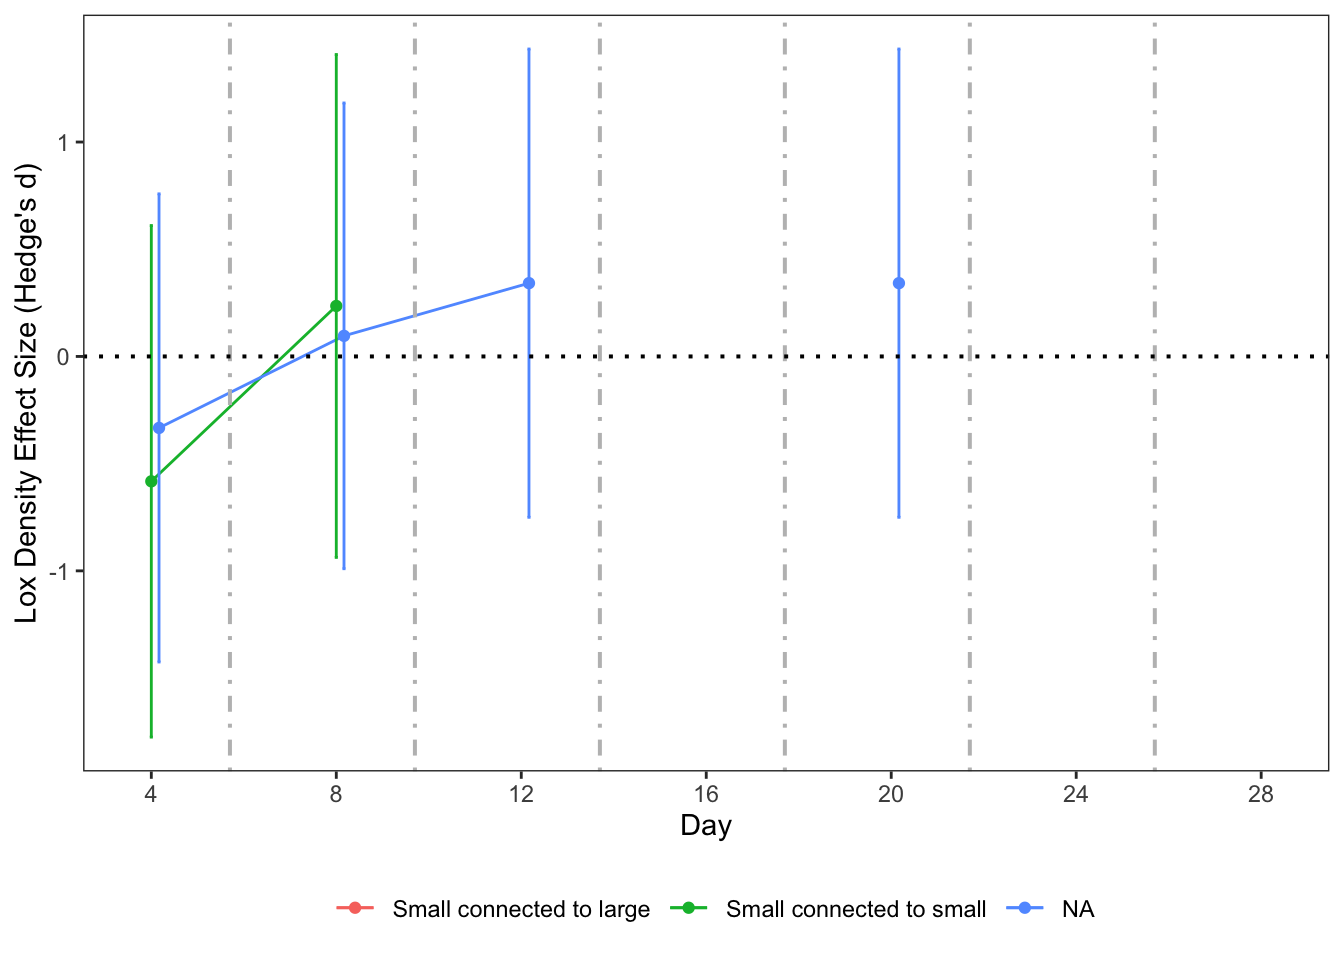 Lox Density Effect Size (Hedge's d)
1
0
-1
4 8 12 16 20 24 28
Day
Small connected to large Small connected to small NA